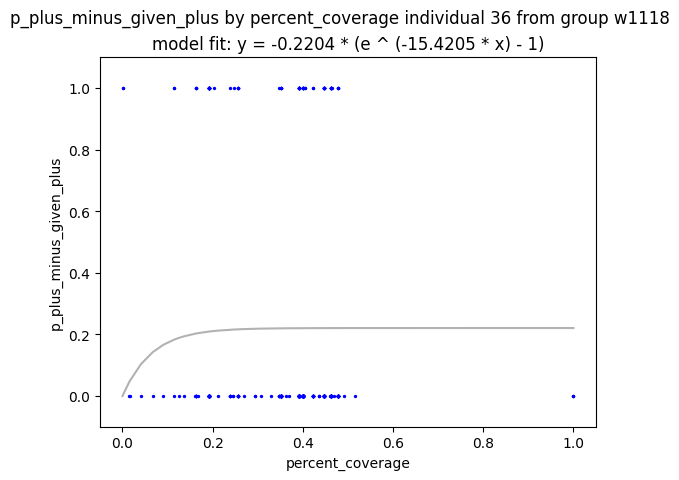 p_plus_minus_given_plus by percent_coverage individual 36 from group w1118
model fit: y = -0.2204 * (e ^ (-15.4205 * x) - 1)
1.0
0.8
0.6
0.4
0.2
0.0
p_plus_minus_given_plus
0.0 0.2 0.4 0.6 0.8 1.0
percent_coverage